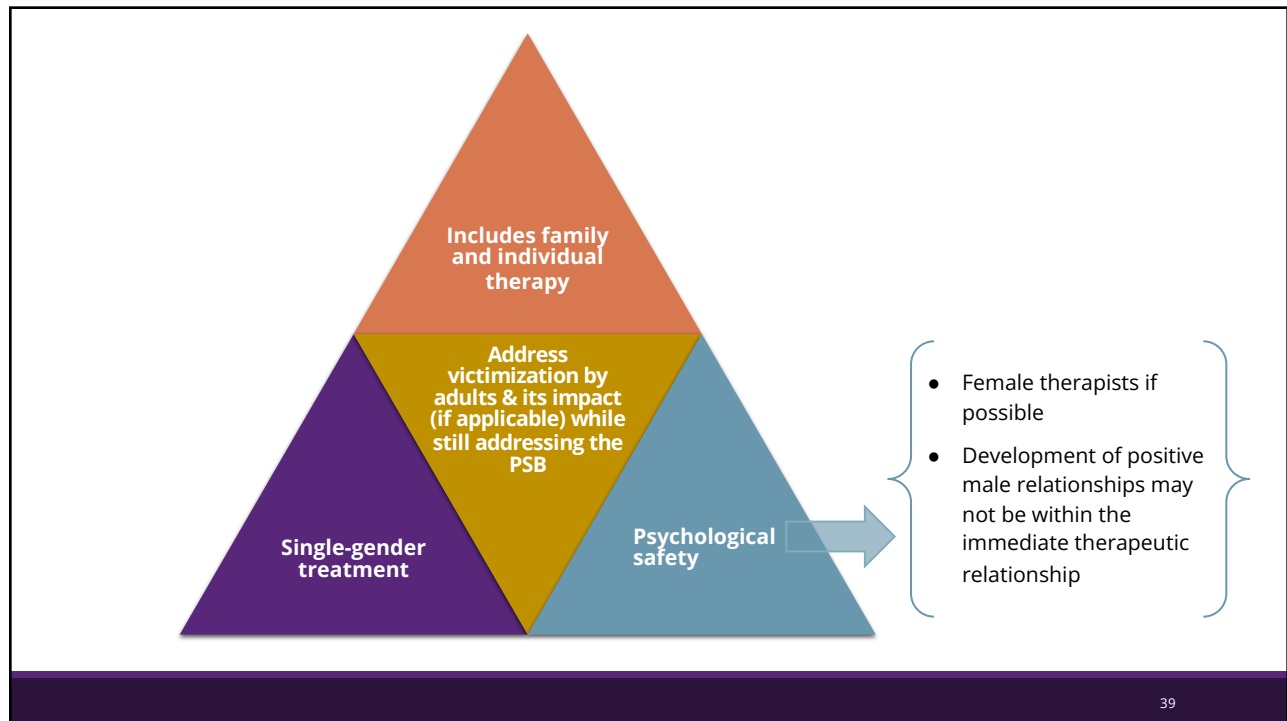 Includes family
and individual
therapy
Address
victimization by
adults & its impact
(if applicable) while
still addressing the
PSB
Single-gender
treatment
Psychological
safety
● Female therapists if
possible
● Development of positive
male relationships may
not be within the
immediate therapeutic
relationship
39